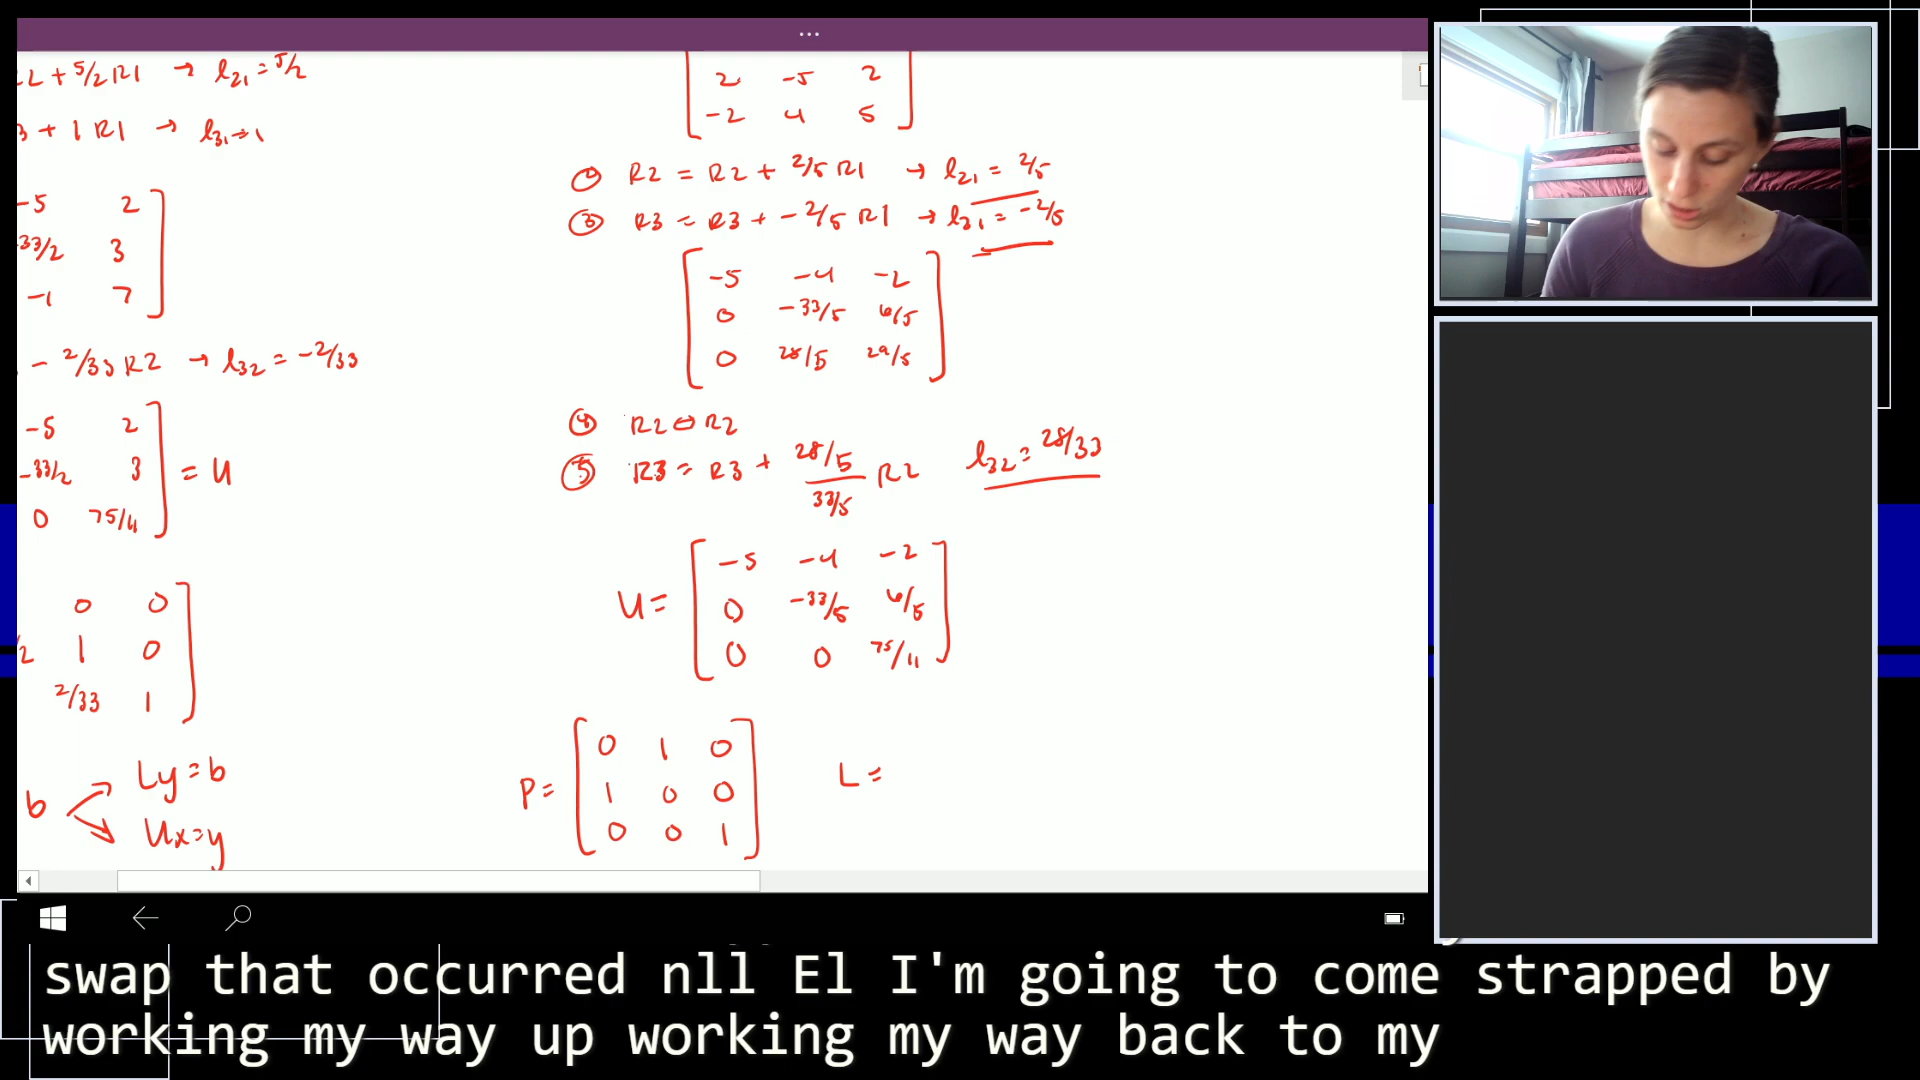 ...
R2 + 5/2 R1 → l21 = 5/2
3 + 1 R1 → l31 → 1
-5 2
33/2 3
-1 7
- 2/33 R2 → l32 = -2/33
-5 2
-33/2 3 = U
0 75/11
0 0
/2 1 0
2/33 1
b Ly = b
Ux = y
2 -5 2
-2 4 5
R2 = R2 + 2/5 R1 → l21 = 2/5
③ R3 = R3 + -2/5 R1 → l31 = -2/5
-5 -4 -2
0 -33/5 6/5
0 28/5 29/5
④ R2 ↔ R2
⑤ R3 = R3 + 28/5 / 33/5 R2 l32 = 28/33
U = -5 -4 -2
0 -33/5 6/5
0 0 75/11
P = 0 1 0
1 0 0
0 0 1
L =
swap that occurred nll El I'm going to come strapped by
working my way up working my way back to my